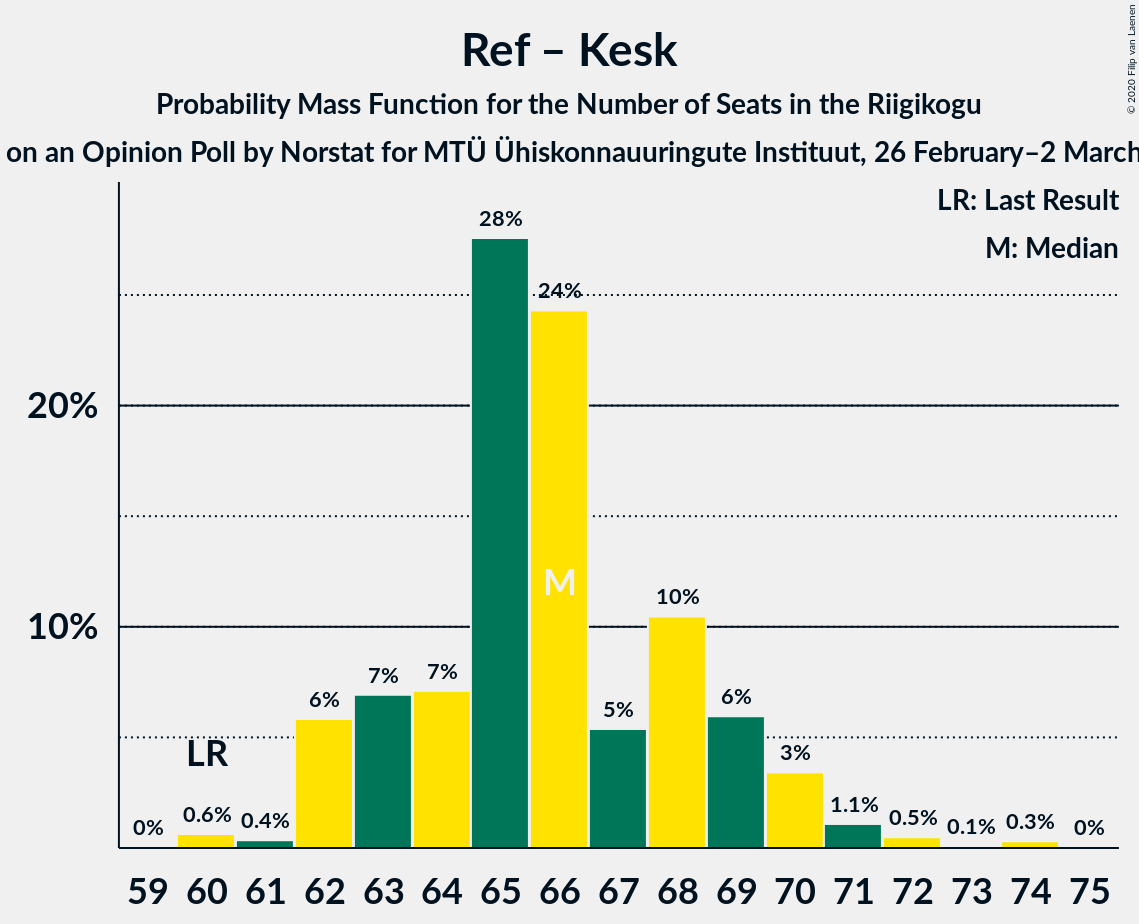 Ref – Kesk
Probability Mass Function for the Number of Seats in the Riigikogu
on an Opinion Poll by Norstat for MTÜ Ühiskonnauuringute Instituut, 26 February–2 March
© 2020 Filip van Laenen
LR: Last Result
M: Median
28%
24%
20%
M
10%
10%
7%
7%
6%
5%
6%
LR
3%
0%
0.6%
0.4%
1.1%
0.5%
0.1%
0.3%
0%
59 60 61 62 63 64 65 66 67 68 69 70 71 72 73 74 75